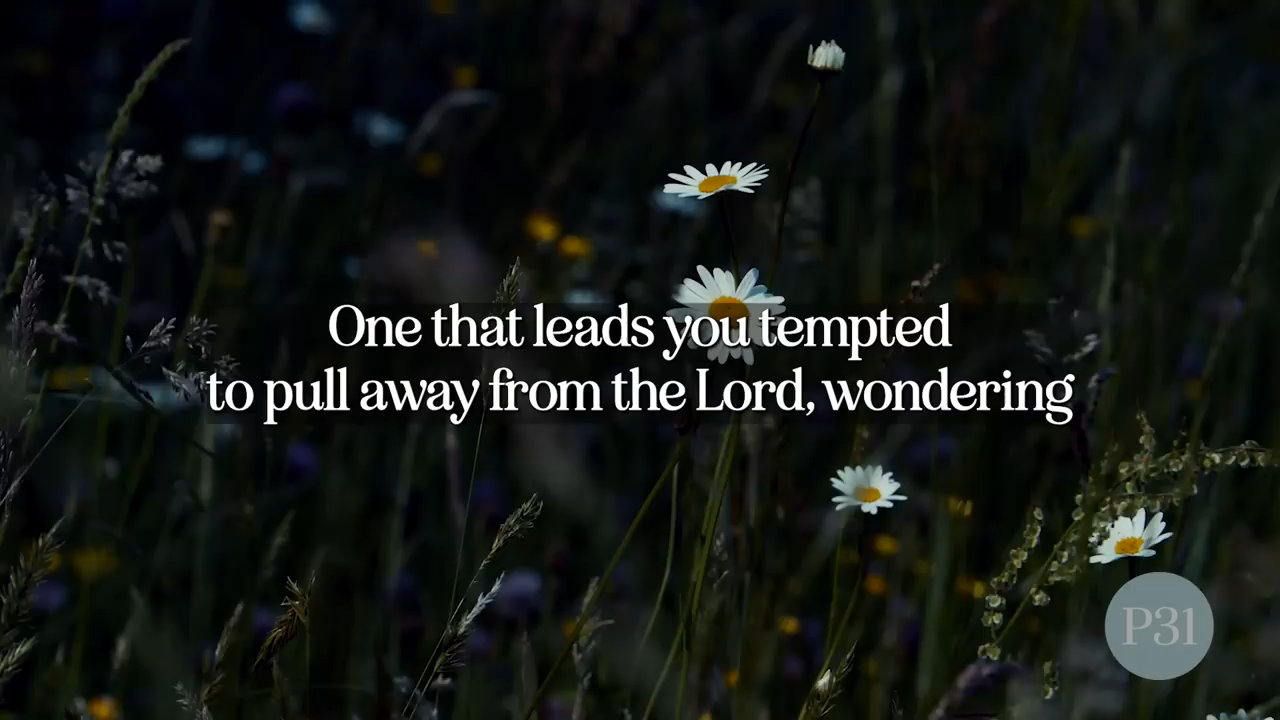 One that leads you tempted
to pull away from the Lord, wondering
P31